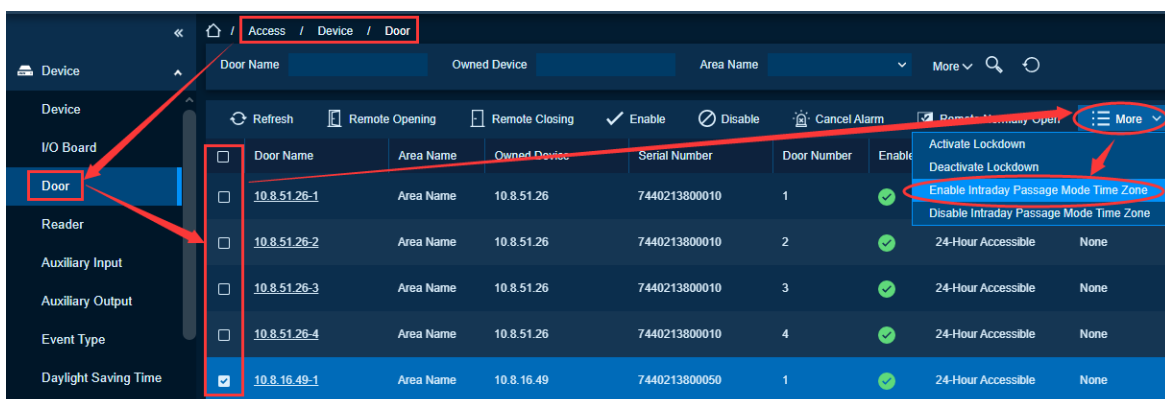 « / Access / Device / Door
Device
Door Name Owned Device Area Name More
Device
Refresh Remote Opening Remote Closing Enable Disable Cancel Alarm Remote Normally Open More
I/O Board
Door Name Area Name Owned Device Serial Number Door Number Enable
Activate Lockdown
Deactivate Lockdown
Enable Intraday Passage Mode Time Zone
Disable Intraday Passage Mode Time Zone
Door
10.8.51.26-1 Area Name 10.8.51.26 7440213800010 1
Reader
10.8.51.26-2 Area Name 10.8.51.26 7440213800010 2 24-Hour Accessible None
Auxiliary Input
Auxiliary Output
10.8.51.26-3 Area Name 10.8.51.26 7440213800010 3 24-Hour Accessible None
Event Type
10.8.51.26-4 Area Name 10.8.51.26 7440213800010 4 24-Hour Accessible None
Daylight Saving Time
10.8.16.49-1 Area Name 10.8.16.49 7440213800050 1 24-Hour Accessible None